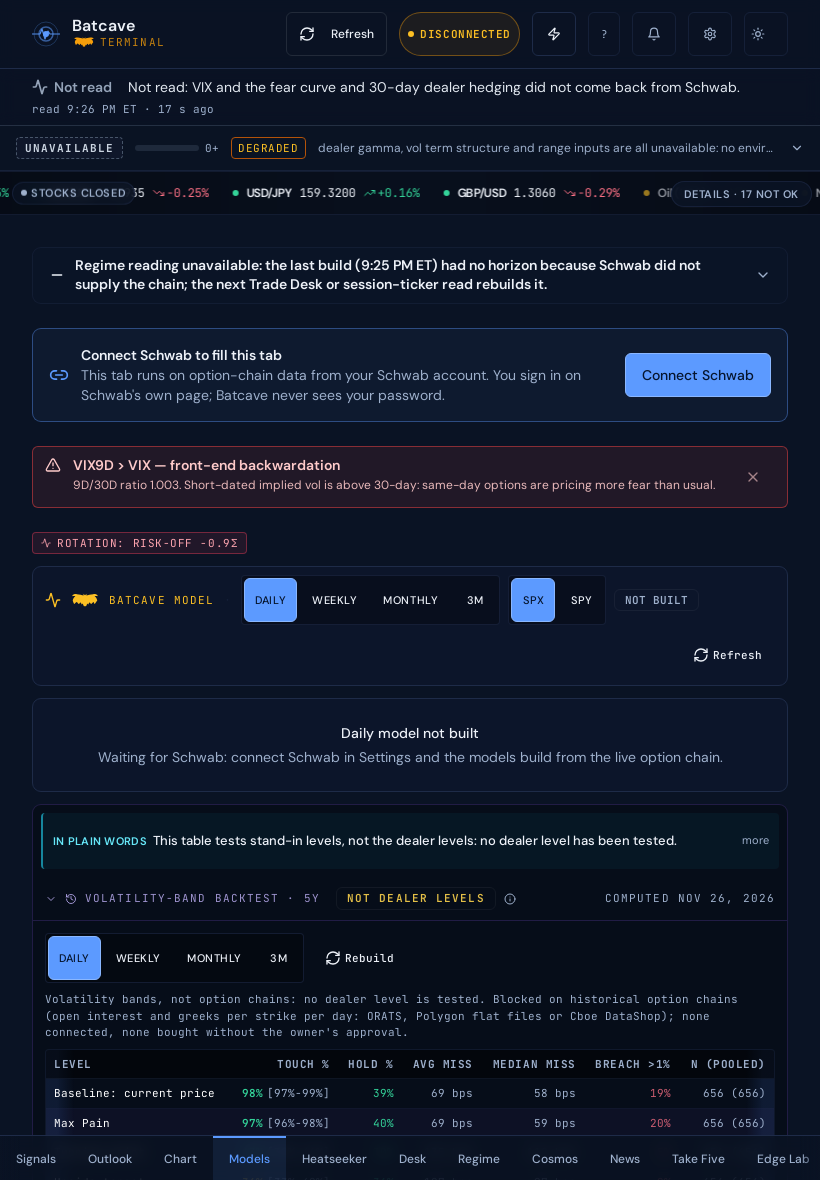 Batcave
TERMINAL
Refresh
DISCONNECTED
?
Not read Not read: VIX and the fear curve and 30-day dealer hedging did not come back from Schwab.
read 9:26 PM ET · 17 s ago
UNAVAILABLE 0+ DEGRADED dealer gamma, vol term structure and range inputs are all unavailable: no envir…
% STOCKS CLOSED 35 -0.25% USD/JPY 159.3200 +0.16% GBP/USD 1.3060 -0.29% Oil DETAILS · 17 NOT OK
Regime reading unavailable: the last build (9:25 PM ET) had no horizon because Schwab did not
supply the chain; the next Trade Desk or session-ticker read rebuilds it.
Connect Schwab to fill this tab
This tab runs on option-chain data from your Schwab account. You sign in on
Schwab's own page; Batcave never sees your password.
Connect Schwab
VIX9D > VIX — front-end backwardation
9D/30D ratio 1.003. Short-dated implied vol is above 30-day: same-day options are pricing more fear than usual.
ROTATION: RISK-OFF -0.9Σ
BATCAVE MODEL DAILY WEEKLY MONTHLY 3M SPX SPY NOT BUILT
Refresh
Daily model not built
Waiting for Schwab: connect Schwab in Settings and the models build from the live option chain.
IN PLAIN WORDS This table tests stand-in levels, not the dealer levels: no dealer level has been tested. more
VOLATILITY-BAND BACKTEST · 5Y NOT DEALER LEVELS COMPUTED NOV 26, 2026
DAILY WEEKLY MONTHLY 3M Rebuild
Volatility bands, not option chains: no dealer level is tested. Blocked on historical option chains
(open interest and greeks per strike per day: ORATS, Polygon flat files or Cboe DataShop); none
connected, none bought without the owner's approval.
LEVEL TOUCH % HOLD % AVG MISS MEDIAN MISS BREACH >1% N (POOLED)
Baseline: current price 98% [97%-99%] 39% 69 bps 58 bps 19% 656 (656)
Max Pain 97% [96%-98%] 40% 69 bps 59 bps 20% 656 (656)
Signals Outlook Chart Models Heatseeker Desk Regime Cosmos News Take Five Edge Lab